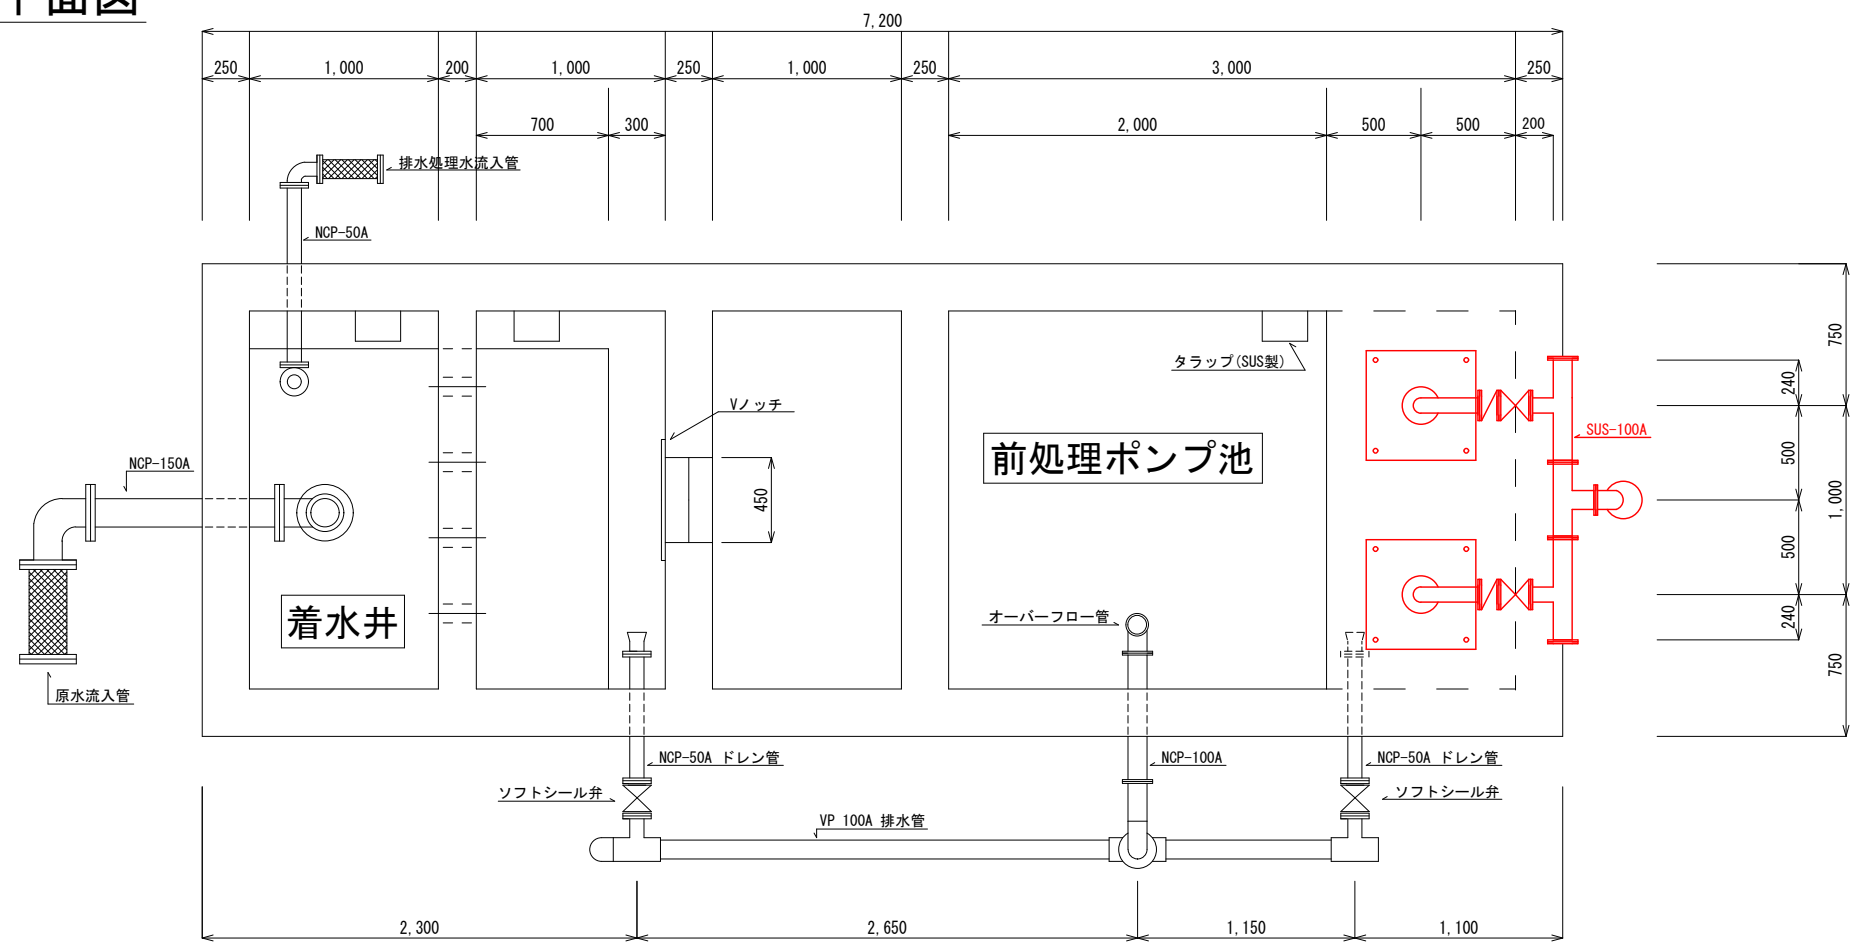 平面図
7,200
250
1,000
200
1,000
250
1,000
250
3,000
250
700
300
2,000
500
500
200
排水処理水流入管
NCP-50A
タラップ(SUS製)
Vノッチ
SUS-100A
NCP-150A
前処理ポンプ池
450
着水井
オーバーフロー管
原水流入管
750
240
500
1,000
500
240
750
NCP-50A ドレン管
NCP-100A
NCP-50A ドレン管
ソフトシール弁
ソフトシール弁
VP 100A 排水管
2,300
2,650
1,150
1,100